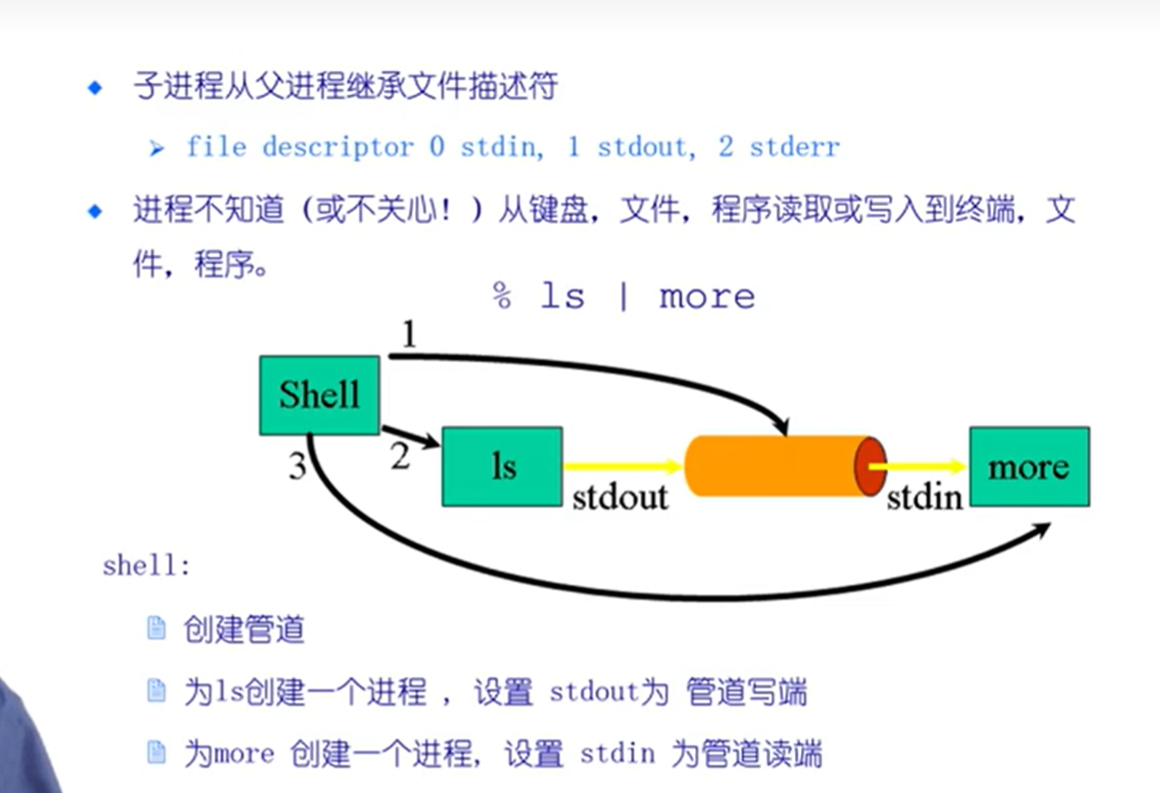 子进程从父进程继承文件描述符
file descriptor 0 stdin, 1 stdout, 2 stderr
进程不知道（或不关心！）从键盘，文件，程序读取或写入到终端，文
件，程序。
% ls | more
1
Shell
2
3
ls
stdout
stdin
more
shell:
创建管道
为ls创建一个进程 ，设置 stdout为 管道写端
为more 创建一个进程，设置 stdin 为管道读端